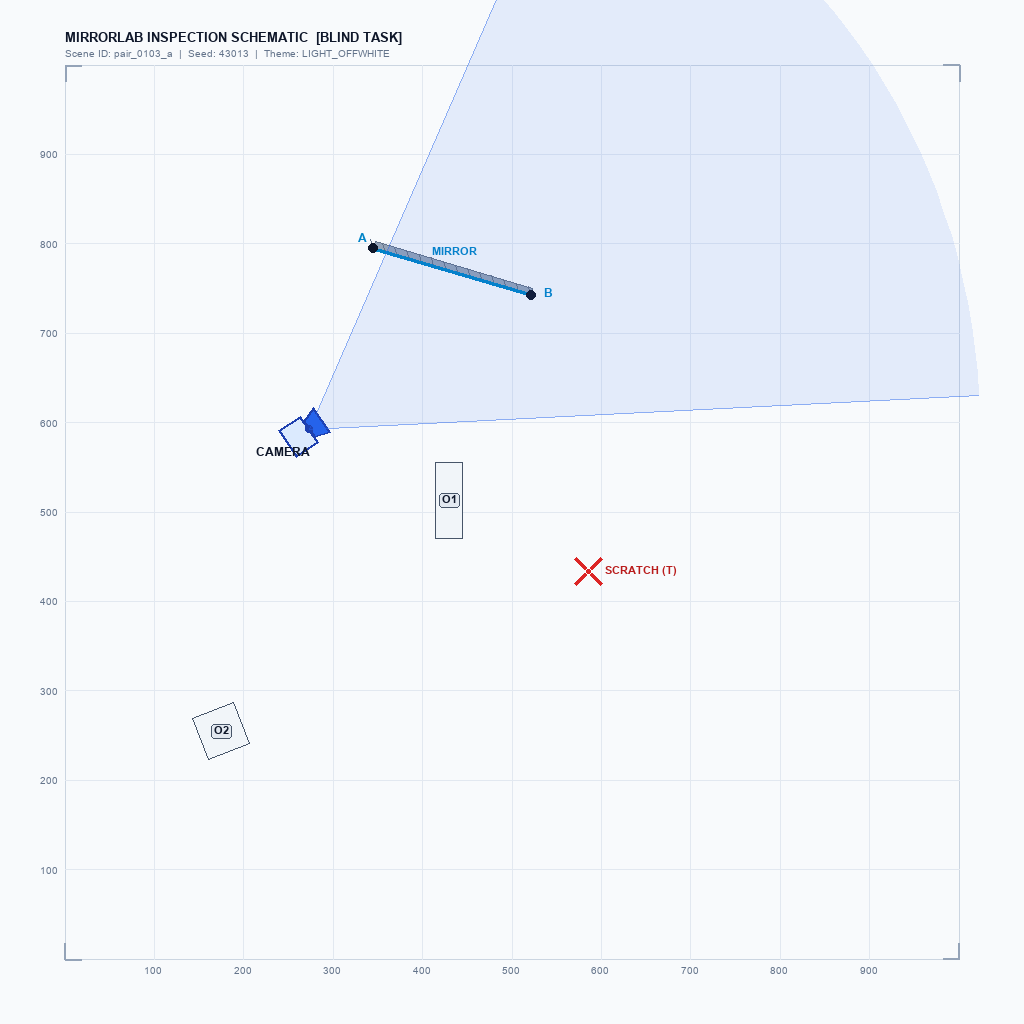 MIRRORLAB INSPECTION SCHEMATIC [BLIND TASK]
Scene ID: pair_0103_a | Seed: 43013 | Theme: LIGHT_OFFWHITE
900
800
700
600
500
400
300
200
100
A
MIRROR
B
CAMERA
O1
SCRATCH (T)
O2
100 200 300 400 500 600 700 800 900